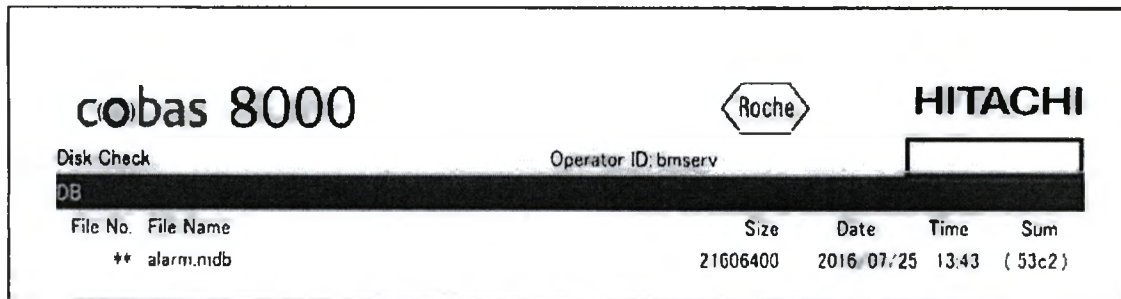 cobas 8000 Roche HITACHI
Disk Check Operator ID: bmserv
DB
File No. File Name Size Date Time Sum
** alarm.mdb 21606400 2016/07/25 13:43 (53c2)